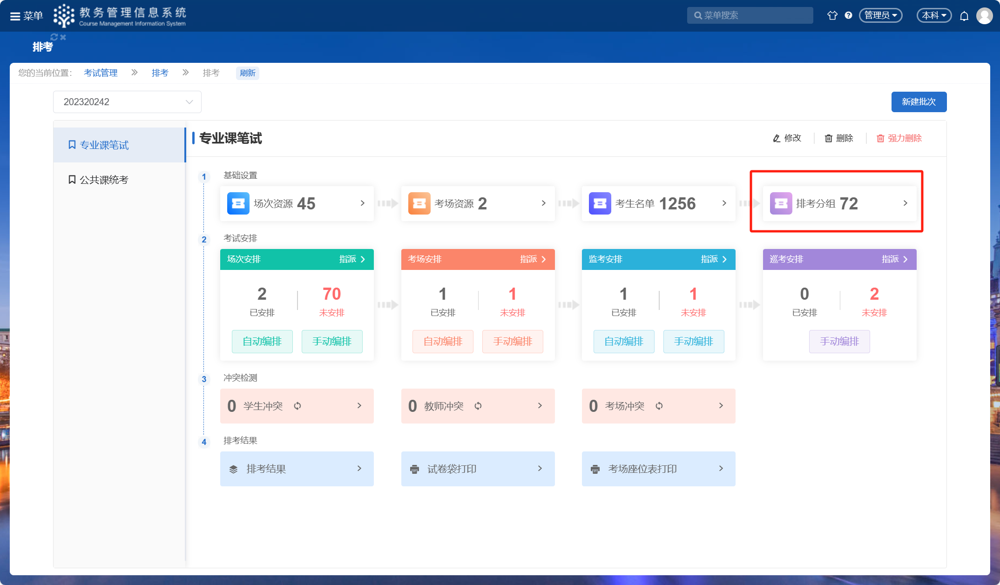 菜单
教务管理信息系统
Course Management Information System
菜单搜索
管理员
本科
排考
您的当前位置：
考试管理
排考
排考
刷新
202320242
新建批次
专业课笔试
公共课统考
专业课笔试
修改
删除
强力删除
1
基础设置
场次资源 45
考场资源 2
考生名单 1256
排考分组 72
2
考试安排
场次安排
指派
考场安排
指派
监考安排
指派
巡考安排
指派
2
已安排
70
未安排
1
已安排
1
未安排
1
已安排
1
未安排
0
已安排
2
未安排
自动编排
手动编排
自动编排
手动编排
自动编排
手动编排
手动编排
3
冲突检测
0 学生冲突
0 教师冲突
0 考场冲突
4
排考结果
排考结果
试卷袋打印
考场座位表打印